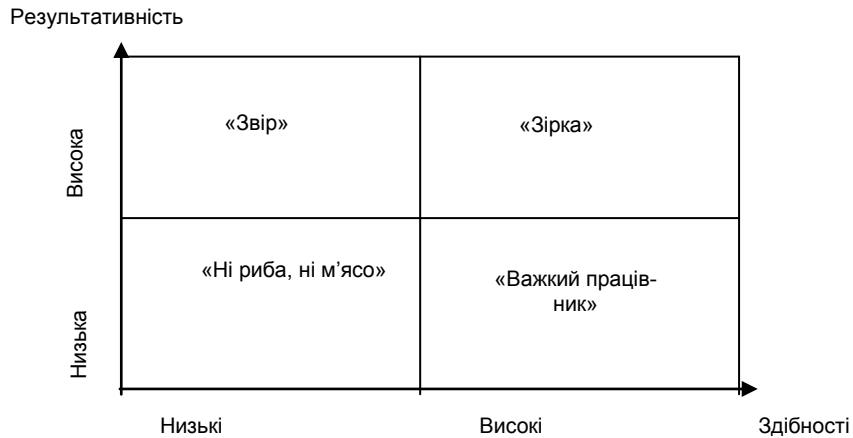 Результативність
Висока
«Звір»
«Зірка»
Низька
«Ні риба, ні м’ясо»
«Важкий праців-
ник»
Низькі
Високі
Здібності